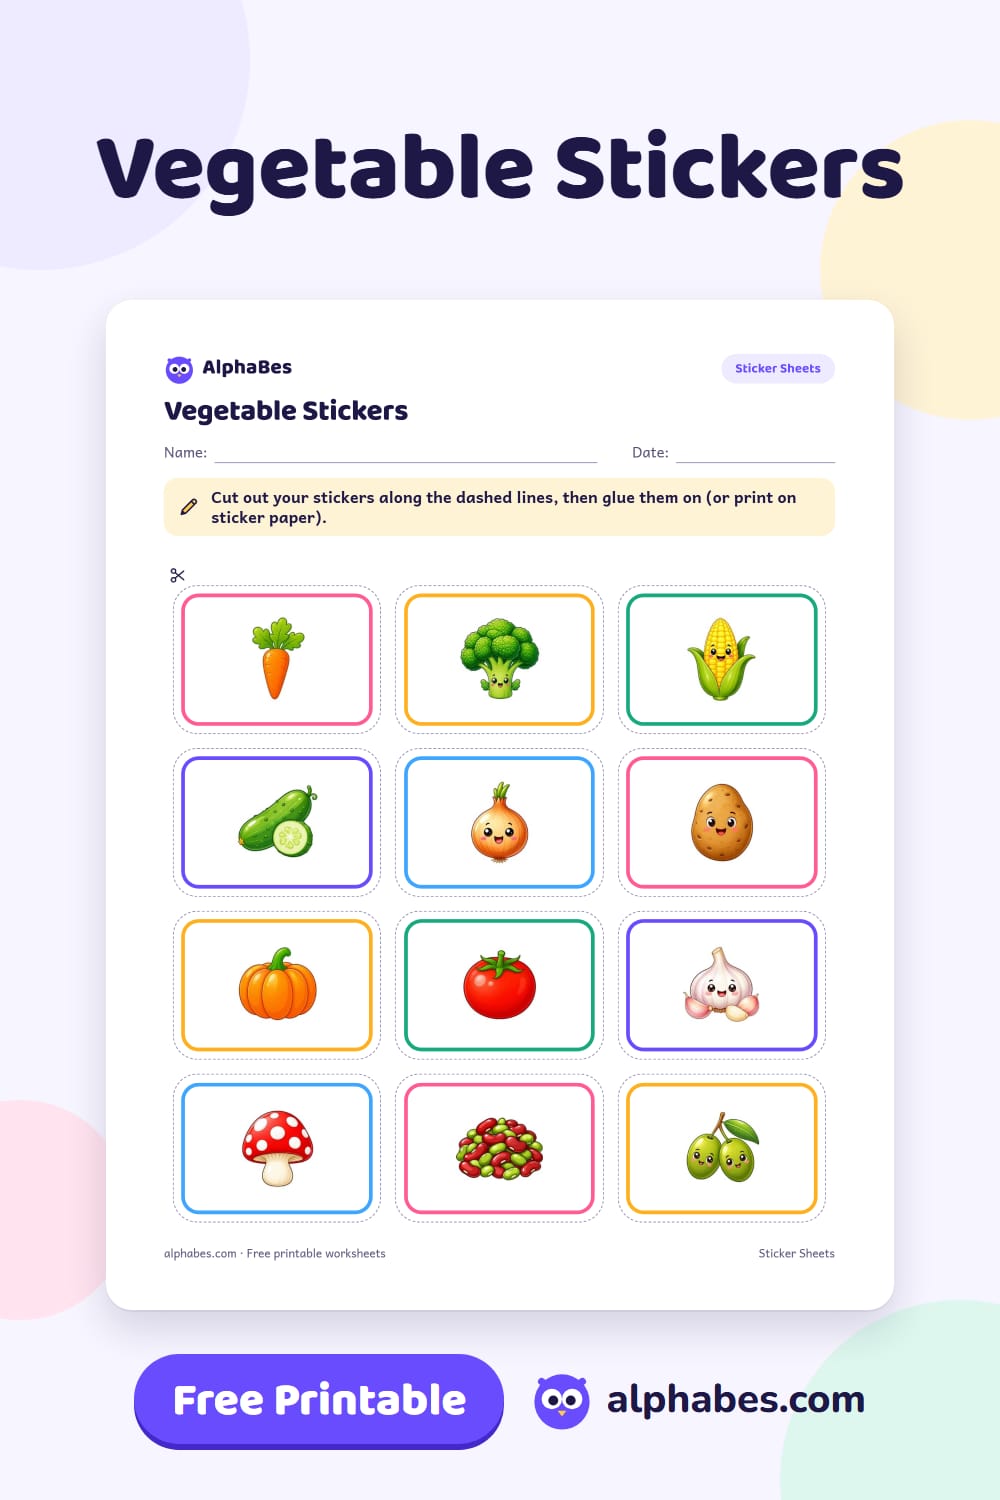 Vegetable Stickers
AlphaBes
Sticker Sheets
Vegetable Stickers
Name:
Date:
Cut out your stickers along the dashed lines, then glue them on (or print on
sticker paper).
alphabes.com · Free printable worksheets
Sticker Sheets
Free Printable
alphabes.com